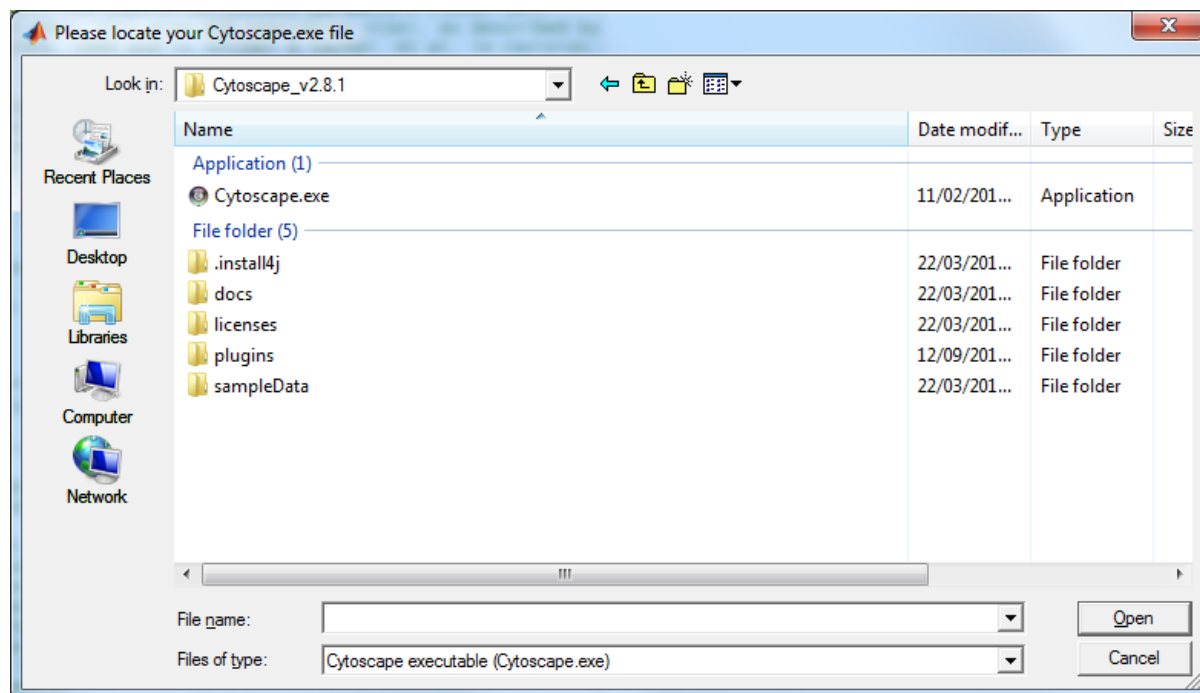 Please locate your Cytoscape.exe file
Look in: Cytoscape_v2.8.1
Name Date modif... Type Size
Recent Places
Desktop
Libraries
Computer
Network
Application (1)
Cytoscape.exe 11/02/201... Application
File folder (5)
.install4j 22/03/201... File folder
docs 22/03/201... File folder
licenses 22/03/201... File folder
plugins 12/09/201... File folder
sampleData 22/03/201... File folder
File name: Open
Files of type: Cytoscape executable (Cytoscape.exe) Cancel